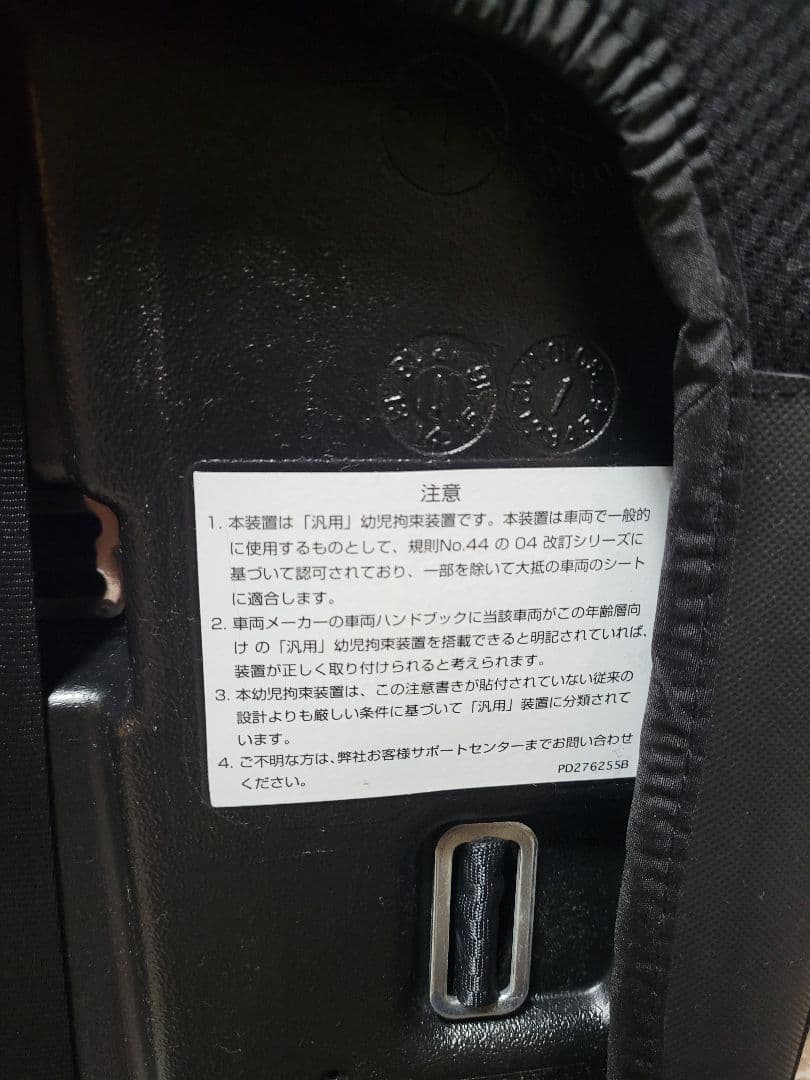 注意
1. 本装置は「汎用」幼児拘束装置です。本装置は車両で一般的
に使用するものとして、規則No.44 の 04 改訂シリーズに
基づいて認可されており、一部を除いて大抵の車両のシート
に適合します。
2. 車両メーカーの車両ハンドブックに当該車両がこの年齢層向
け の「汎用」幼児拘束装置を搭載できると明記されていれば、
装置が正しく取り付けられると考えられます。
3. 本幼児拘束装置は、この注意書きが貼付されていない従来の
設計よりも厳しい条件に基づいて「汎用」装置に分類されて
います。
4. ご不明な方は、弊社お客様サポートセンターまでお問い合わせ
ください。
PD276255B